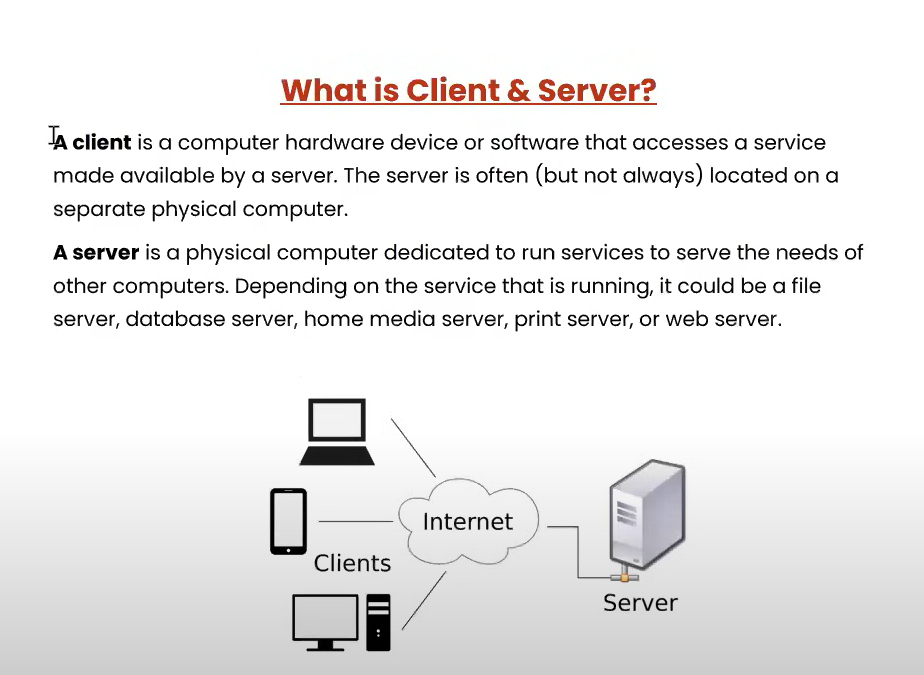 What is Client & Server?
A client is a computer hardware device or software that accesses a service
made available by a server. The server is often (but not always) located on a
separate physical computer.
A server is a physical computer dedicated to run services to serve the needs of
other computers. Depending on the service that is running, it could be a file
server, database server, home media server, print server, or web server.
Internet
Clients
Server